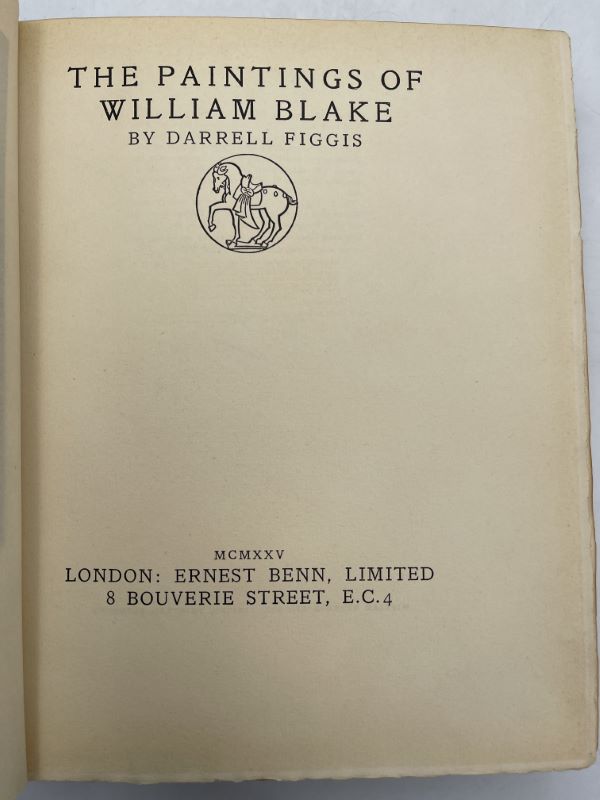 THE PAINTINGS OF
WILLIAM BLAKE
BY DARRELL FIGGIS
MCMXXV
LONDON: ERNEST BENN, LIMITED
8 BOUVERIE STREET, E.C.4